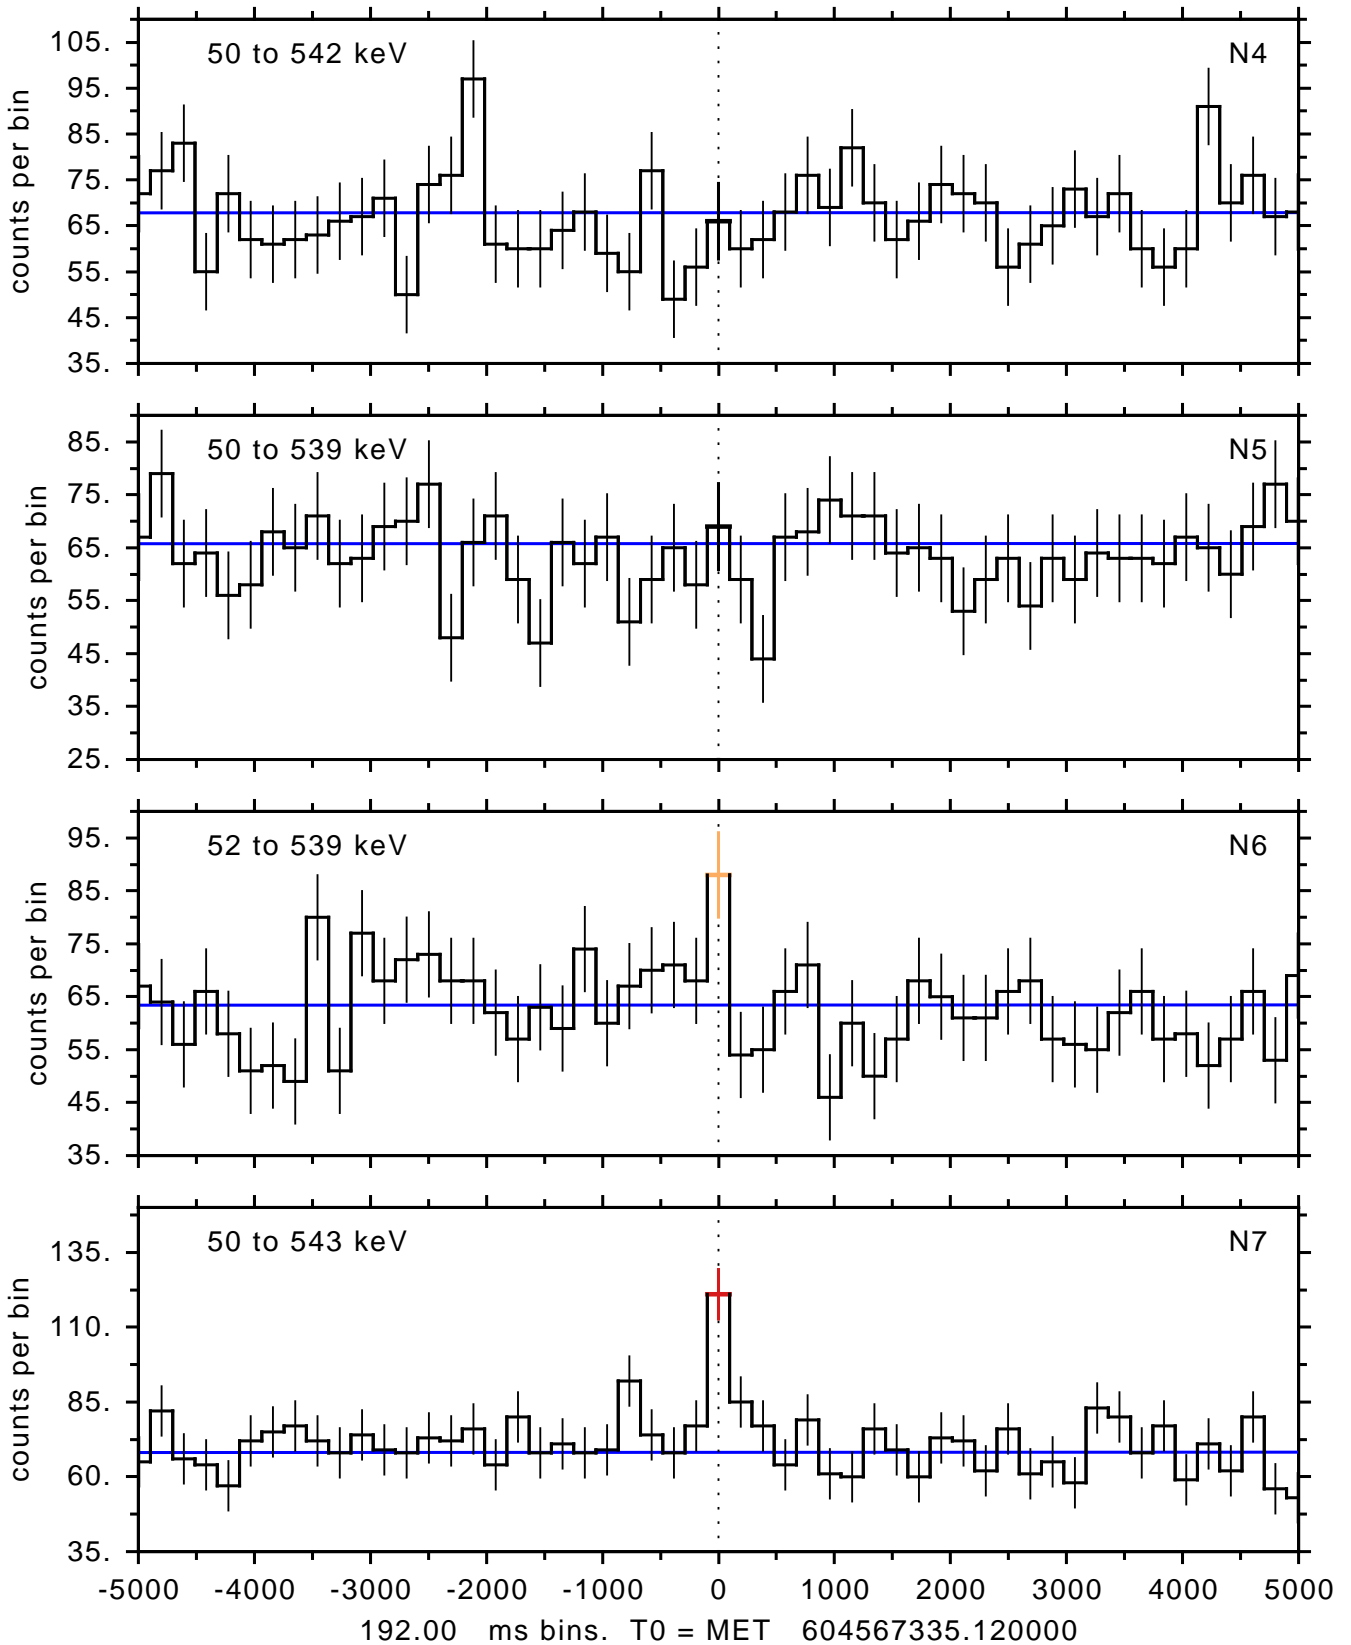 50 to 542 keV N4
105.
95.
85.
75.
65.
55.
45.
35.
counts per bin
50 to 539 keV N5
85.
75.
65.
55.
45.
35.
25.
counts per bin
52 to 539 keV N6
95.
85.
75.
65.
55.
45.
35.
counts per bin
50 to 543 keV N7
135.
110.
85.
60.
35.
counts per bin
-5000 -4000 -3000 -2000 -1000 0 1000 2000 3000 4000 5000
192.00 ms bins. T0 = MET 604567335.120000